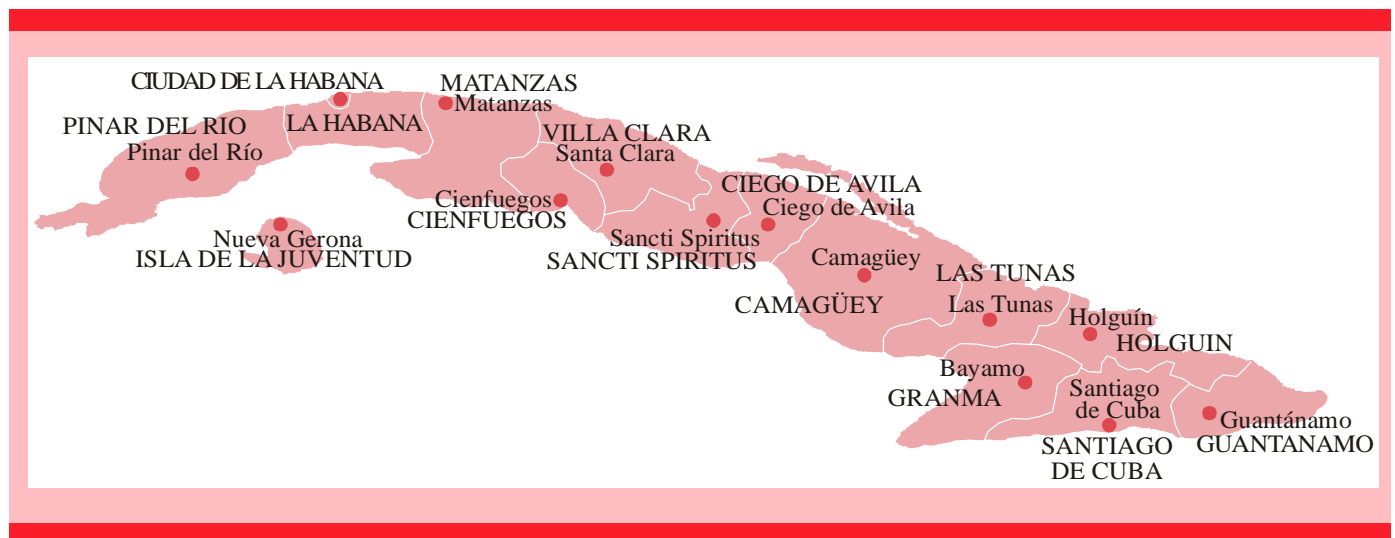 CIUDAD DE LA HABANA
MATANZAS
Matanzas
PINAR DEL RIO
LA HABANA
Pinar del Río
VILLA CLARA
Santa Clara
CIEGO DE AVILA
Ciego de Avila
Cienfuegos
CIENFUEGOS
Nueva Gerona
ISLA DE LA JUVENTUD
Sancti Spiritus
SANCTI SPIRITUS
Camagüey
CAMAGÜEY
LAS TUNAS
Las Tunas
Holguín
HOLGUIN
Bayamo
GRANMA
Santiago
de Cuba
SANTIAGO
DE CUBA
Guantánamo
GUANTANAMO